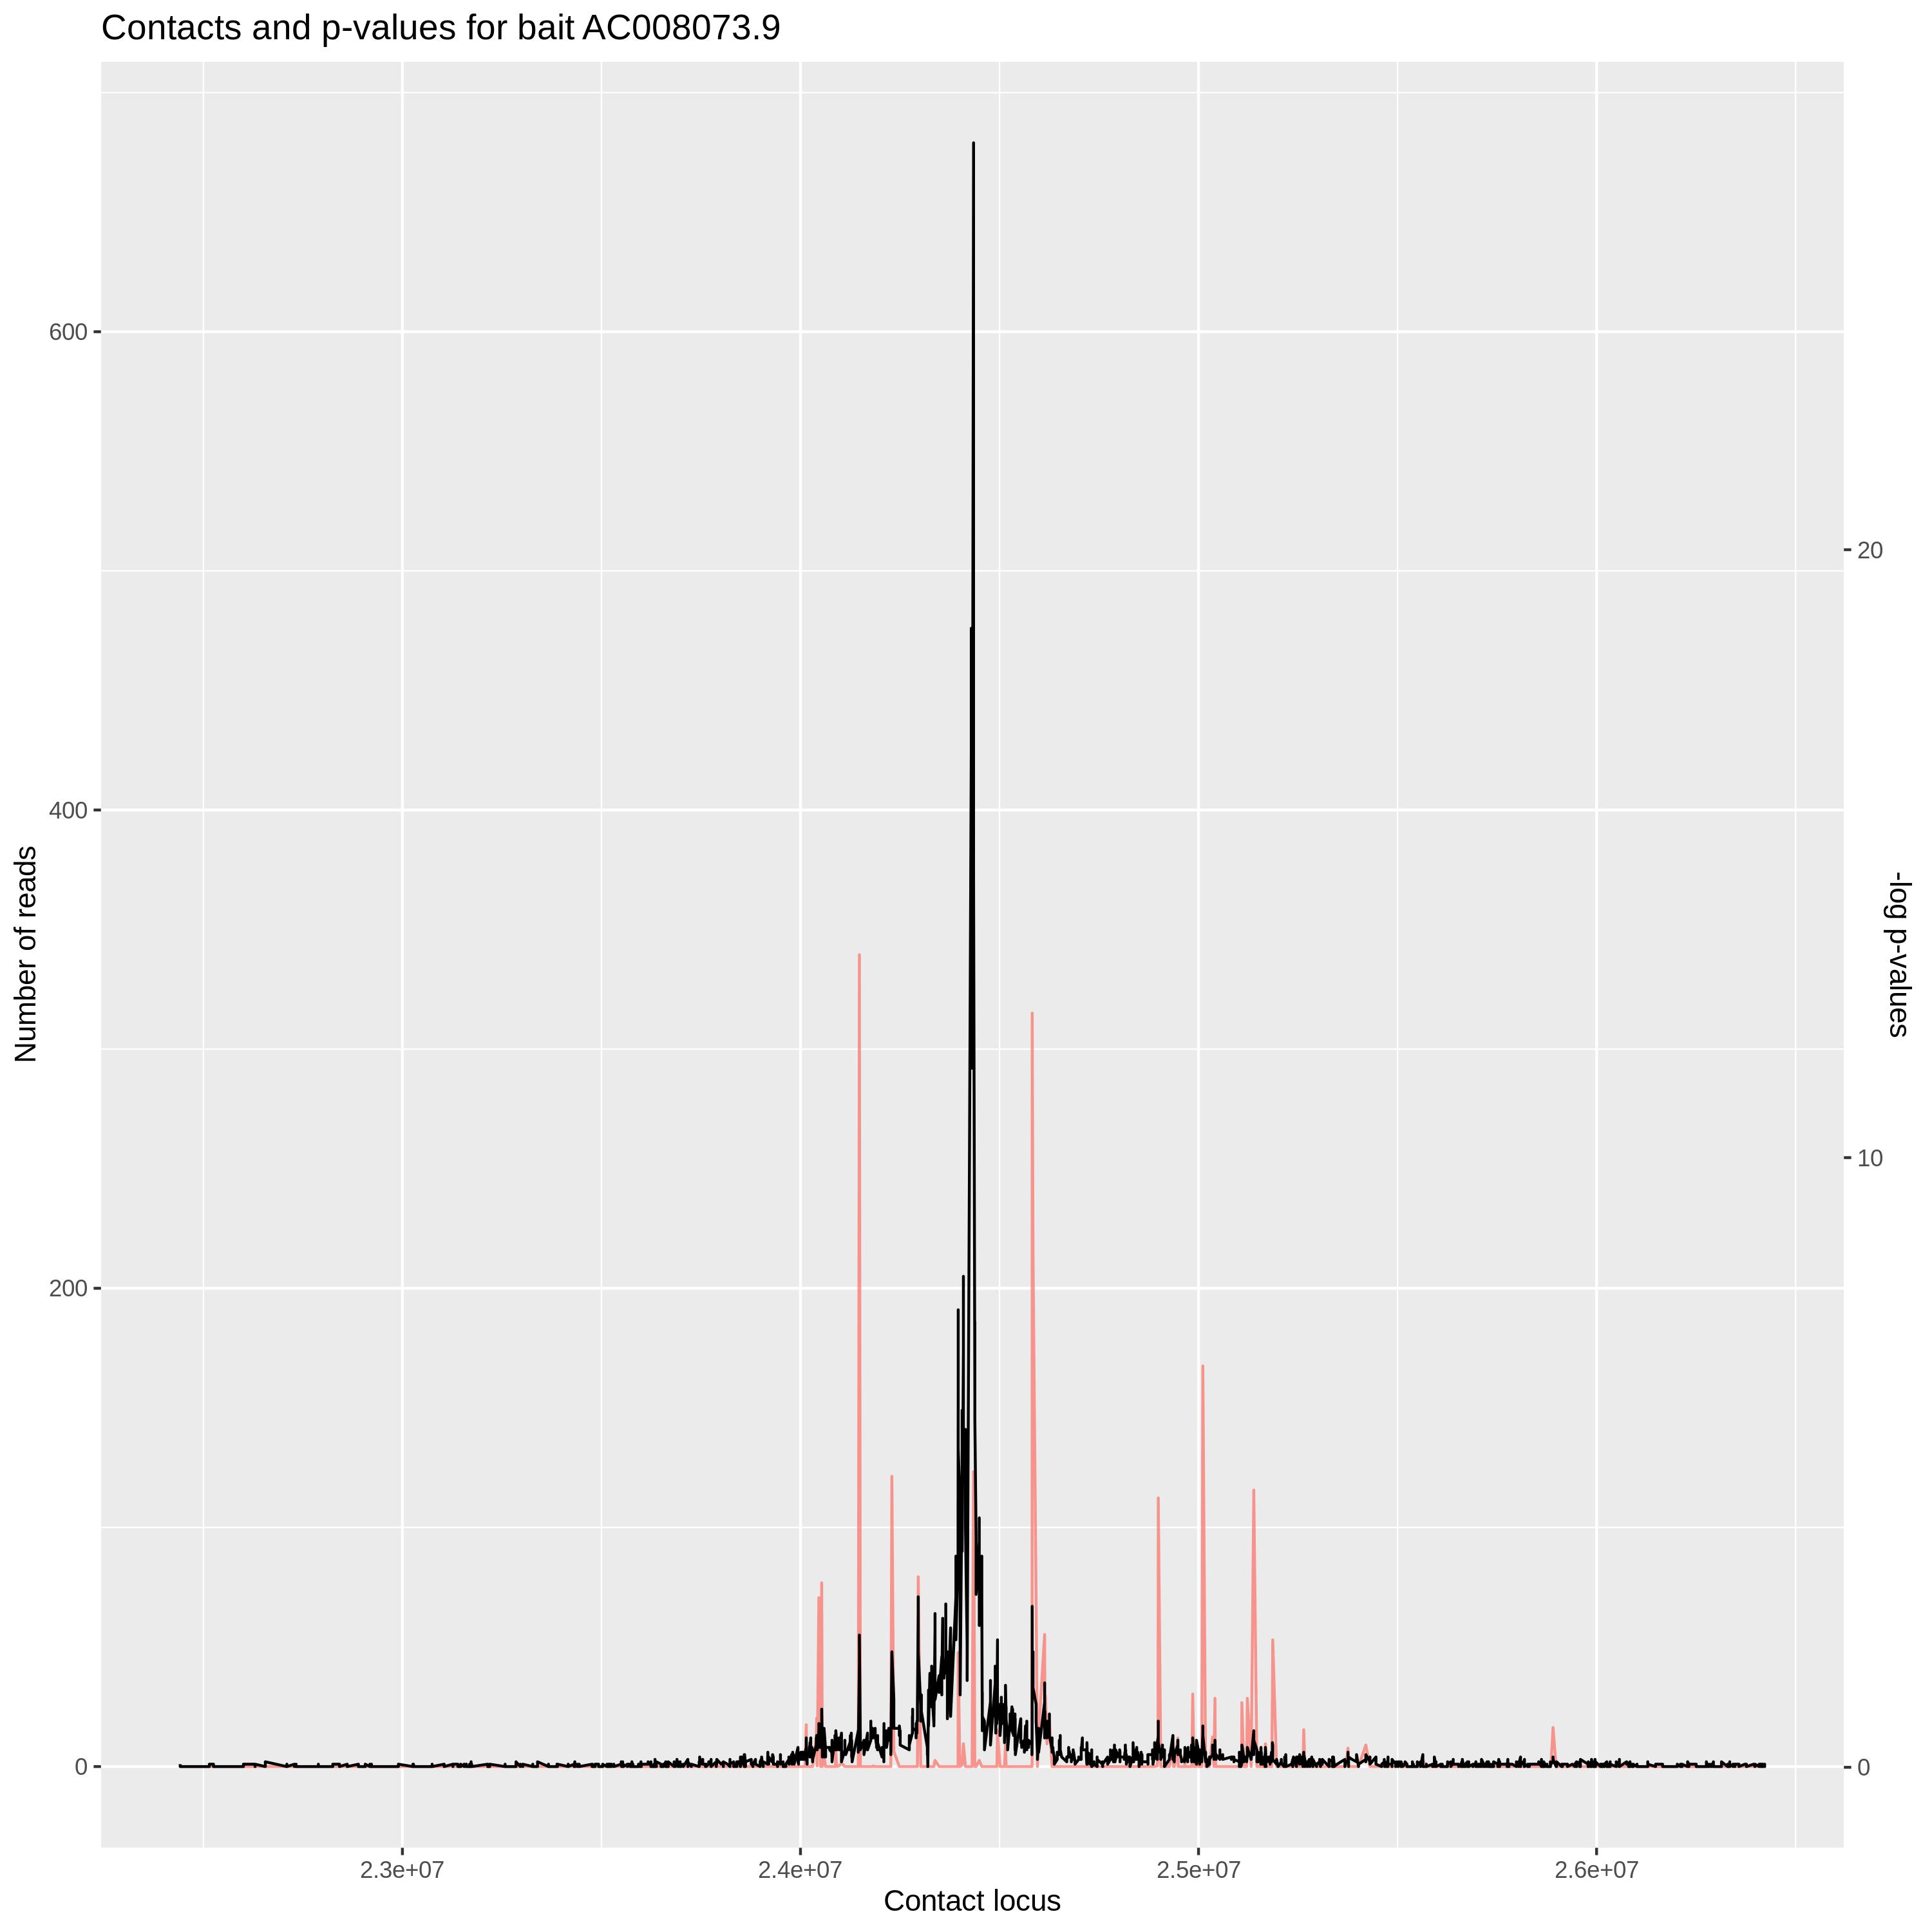 Contacts and p-values for bait AC008073.9
600
400
200
0
20
10
0
Number of reads
-log p-values
2.3e+07 2.4e+07 2.5e+07 2.6e+07
Contact locus